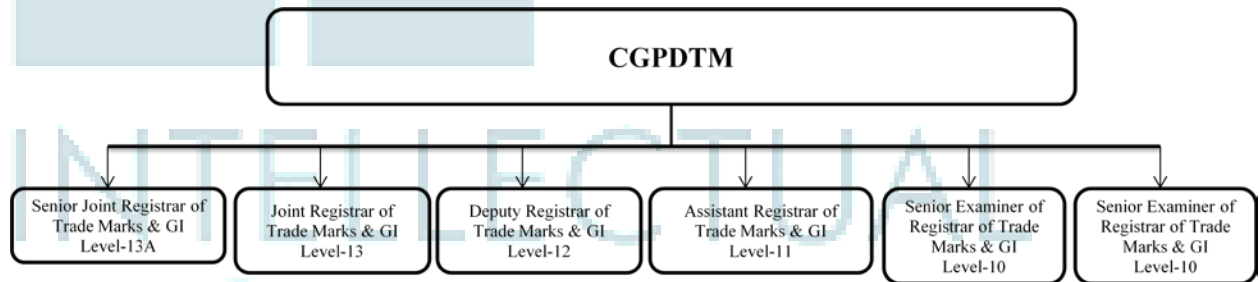 CGPDTM
INTELLECTUAL
Senior Joint Registrar of
Trade Marks & GI
Level-13A
Joint Registrar of
Trade Marks & GI
Level-13
Deputy Registrar of
Trade Marks & GI
Level-12
Assistant Registrar of
Trade Marks & GI
Level-11
Senior Examiner of
Registrar of Trade
Marks & GI
Level-10
Senior Examiner of
Registrar of Trade
Marks & GI
Level-10